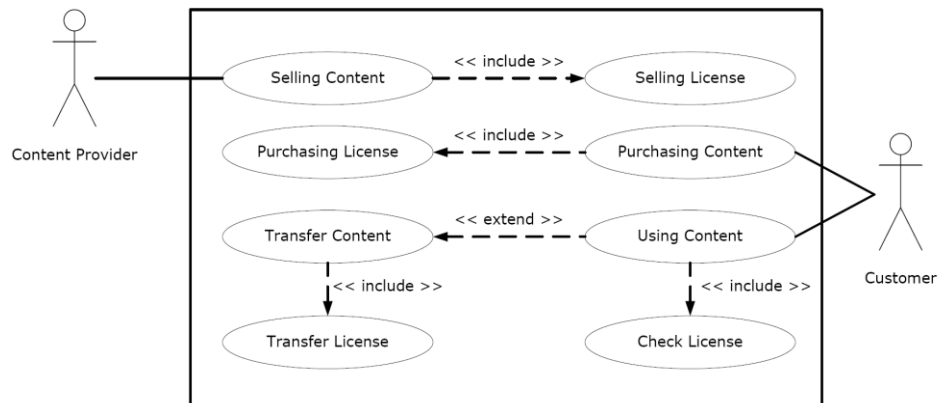 << include >>
Selling Content
Selling License
Content Provider
<< include >>
Purchasing License
Purchasing Content
<< extend >>
Transfer Content
Using Content
Customer
<< include >>
<< include >>
Transfer License
Check License